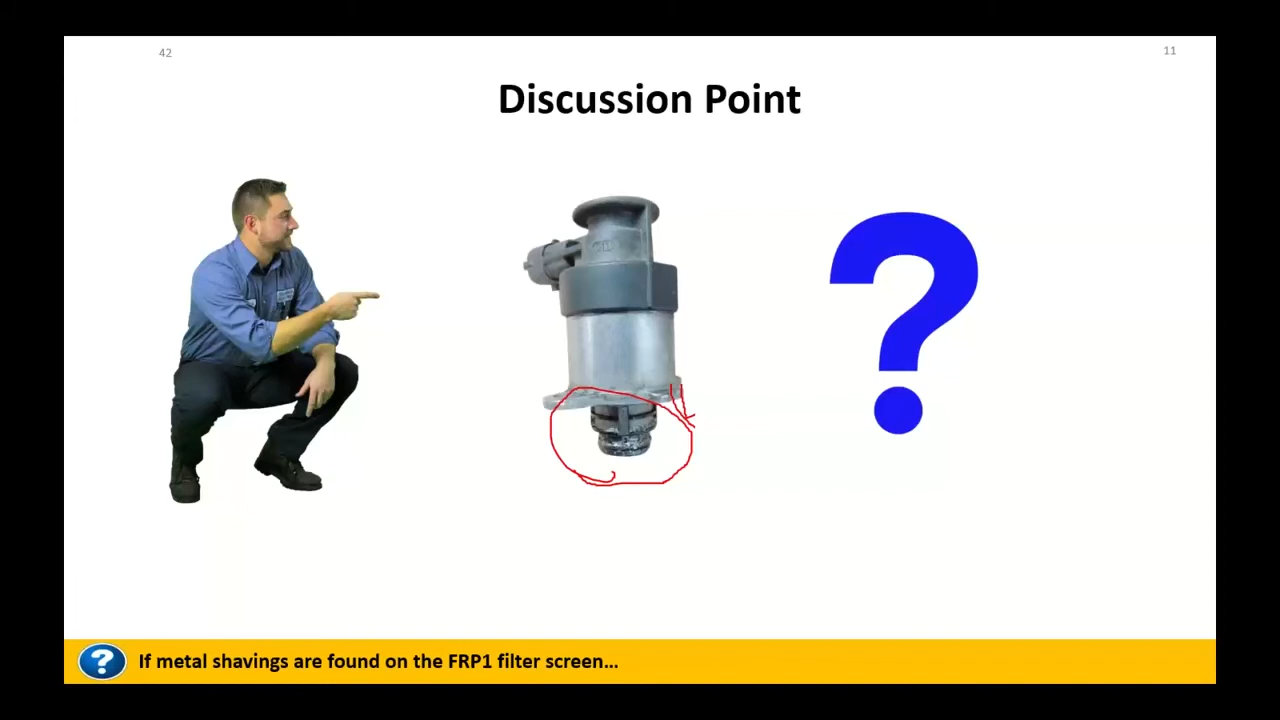 42
11
Discussion Point
?
?
If metal shavings are found on the FRP1 filter screen...